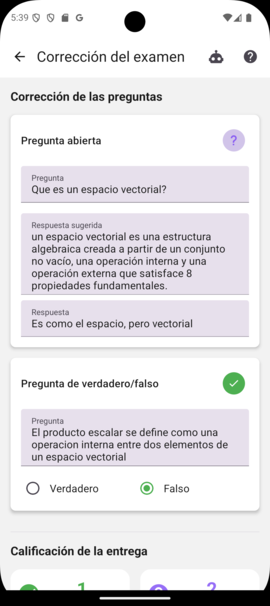 5:39
Corrección del examen
Corrección de las preguntas
Pregunta abierta
?
Pregunta
Que es un espacio vectorial?
Respuesta sugerida
un espacio vectorial es una estructura
algebraica creada a partir de un conjunto
no vacío, una operación interna y una
operación externa que satisface 8
propiedades fundamentales.
Respuesta
Es como el espacio, pero vectorial
Pregunta de verdadero/falso
Pregunta
El producto escalar se define como una
operacion interna entre dos elementos de
un espacio vectorial
Verdadero
Falso
Calificación de la entrega